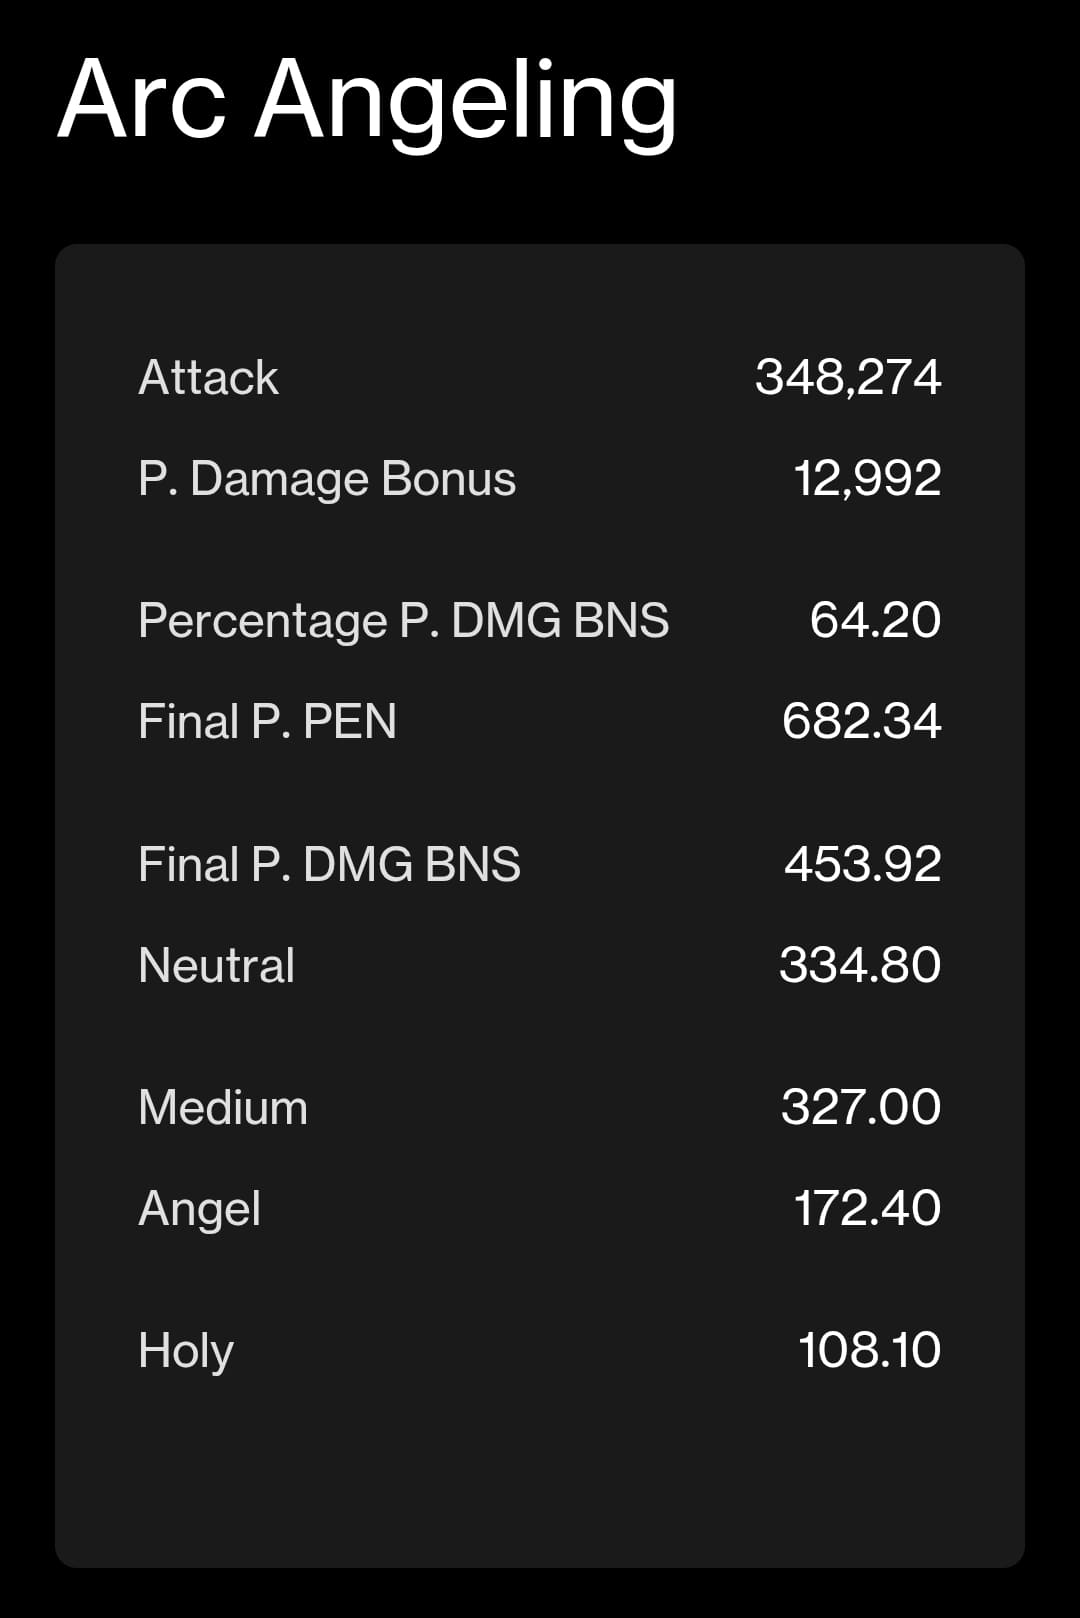 Arc Angeling
Attack 348,274
P. Damage Bonus 12,992
Percentage P. DMG BNS 64.20
Final P. PEN 682.34
Final P. DMG BNS 453.92
Neutral 334.80
Medium 327.00
Angel 172.40
Holy 108.10